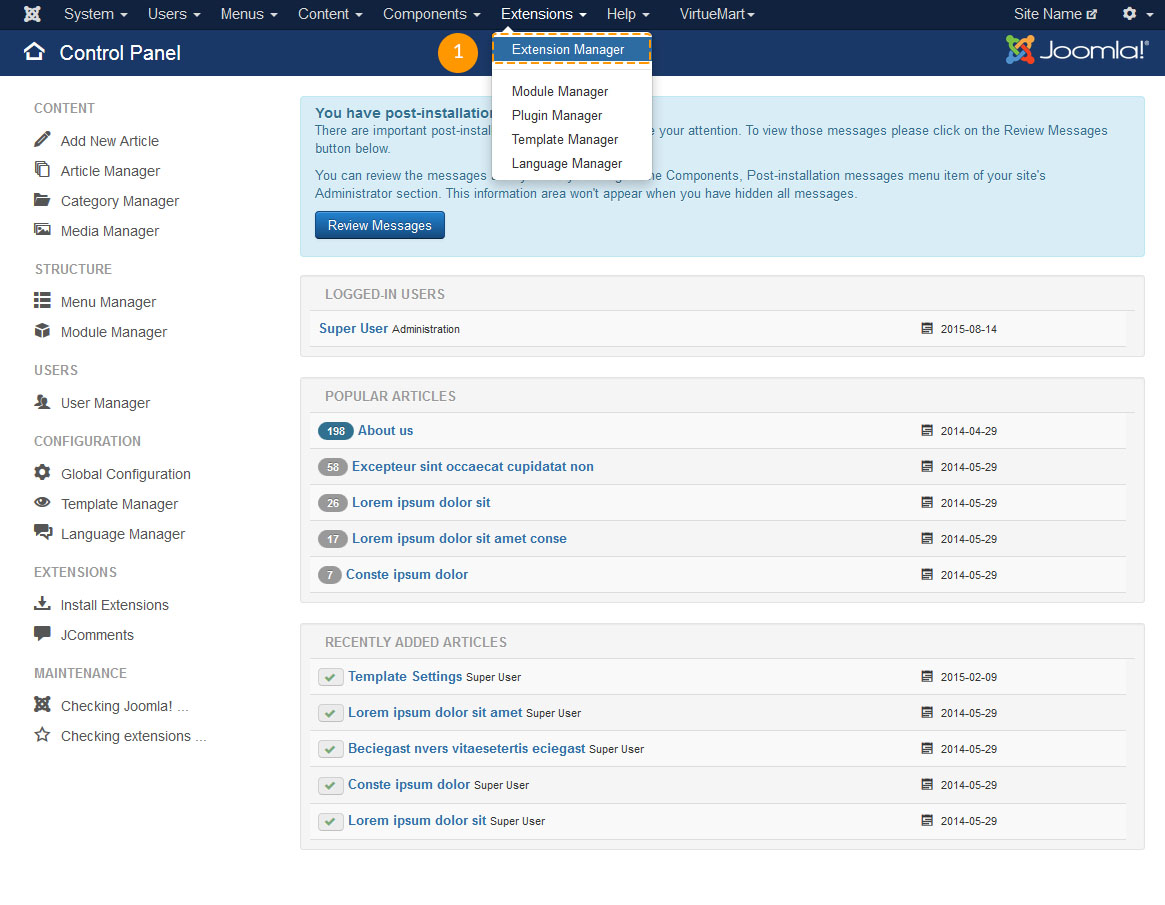 System Users Menus Content Components Extensions Help VirtueMart Site Name
Control Panel
1
Extension Manager
Joomla!®
Module Manager
Plugin Manager
Template Manager
Language Manager
CONTENT
Add New Article
Article Manager
Category Manager
Media Manager
STRUCTURE
Menu Manager
Module Manager
USERS
User Manager
CONFIGURATION
Global Configuration
Template Manager
Language Manager
EXTENSIONS
Install Extensions
JComments
MAINTENANCE
Checking Joomla! ...
Checking extensions ...
You have post-installation
There are important post-instal your attention. To view those messages please click on the Review Messages
button below.
You can review the messages Components, Post-installation messages menu item of your site's
Administrator section. This information area won't appear when you have hidden all messages.
Review Messages
LOGGED-IN USERS
Super User Administration 2015-08-14
POPULAR ARTICLES
198 About us 2014-04-29
58 Excepteur sint occaecat cupidatat non 2014-05-29
26 Lorem ipsum dolor sit 2014-05-29
17 Lorem ipsum dolor sit amet conse 2014-05-29
7 Conste ipsum dolor 2014-05-29
RECENTLY ADDED ARTICLES
Template Settings Super User 2015-02-09
Lorem ipsum dolor sit amet Super User 2014-05-29
Beciegast nvers vitaesetertis eciegast Super User 2014-05-29
Conste ipsum dolor Super User 2014-05-29
Lorem ipsum dolor sit Super User 2014-05-29